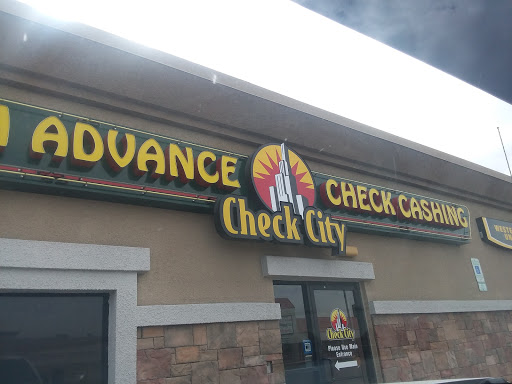 ADVANCE
Check City
CHECK CASHING
Check City
Please Use Main
Entrance